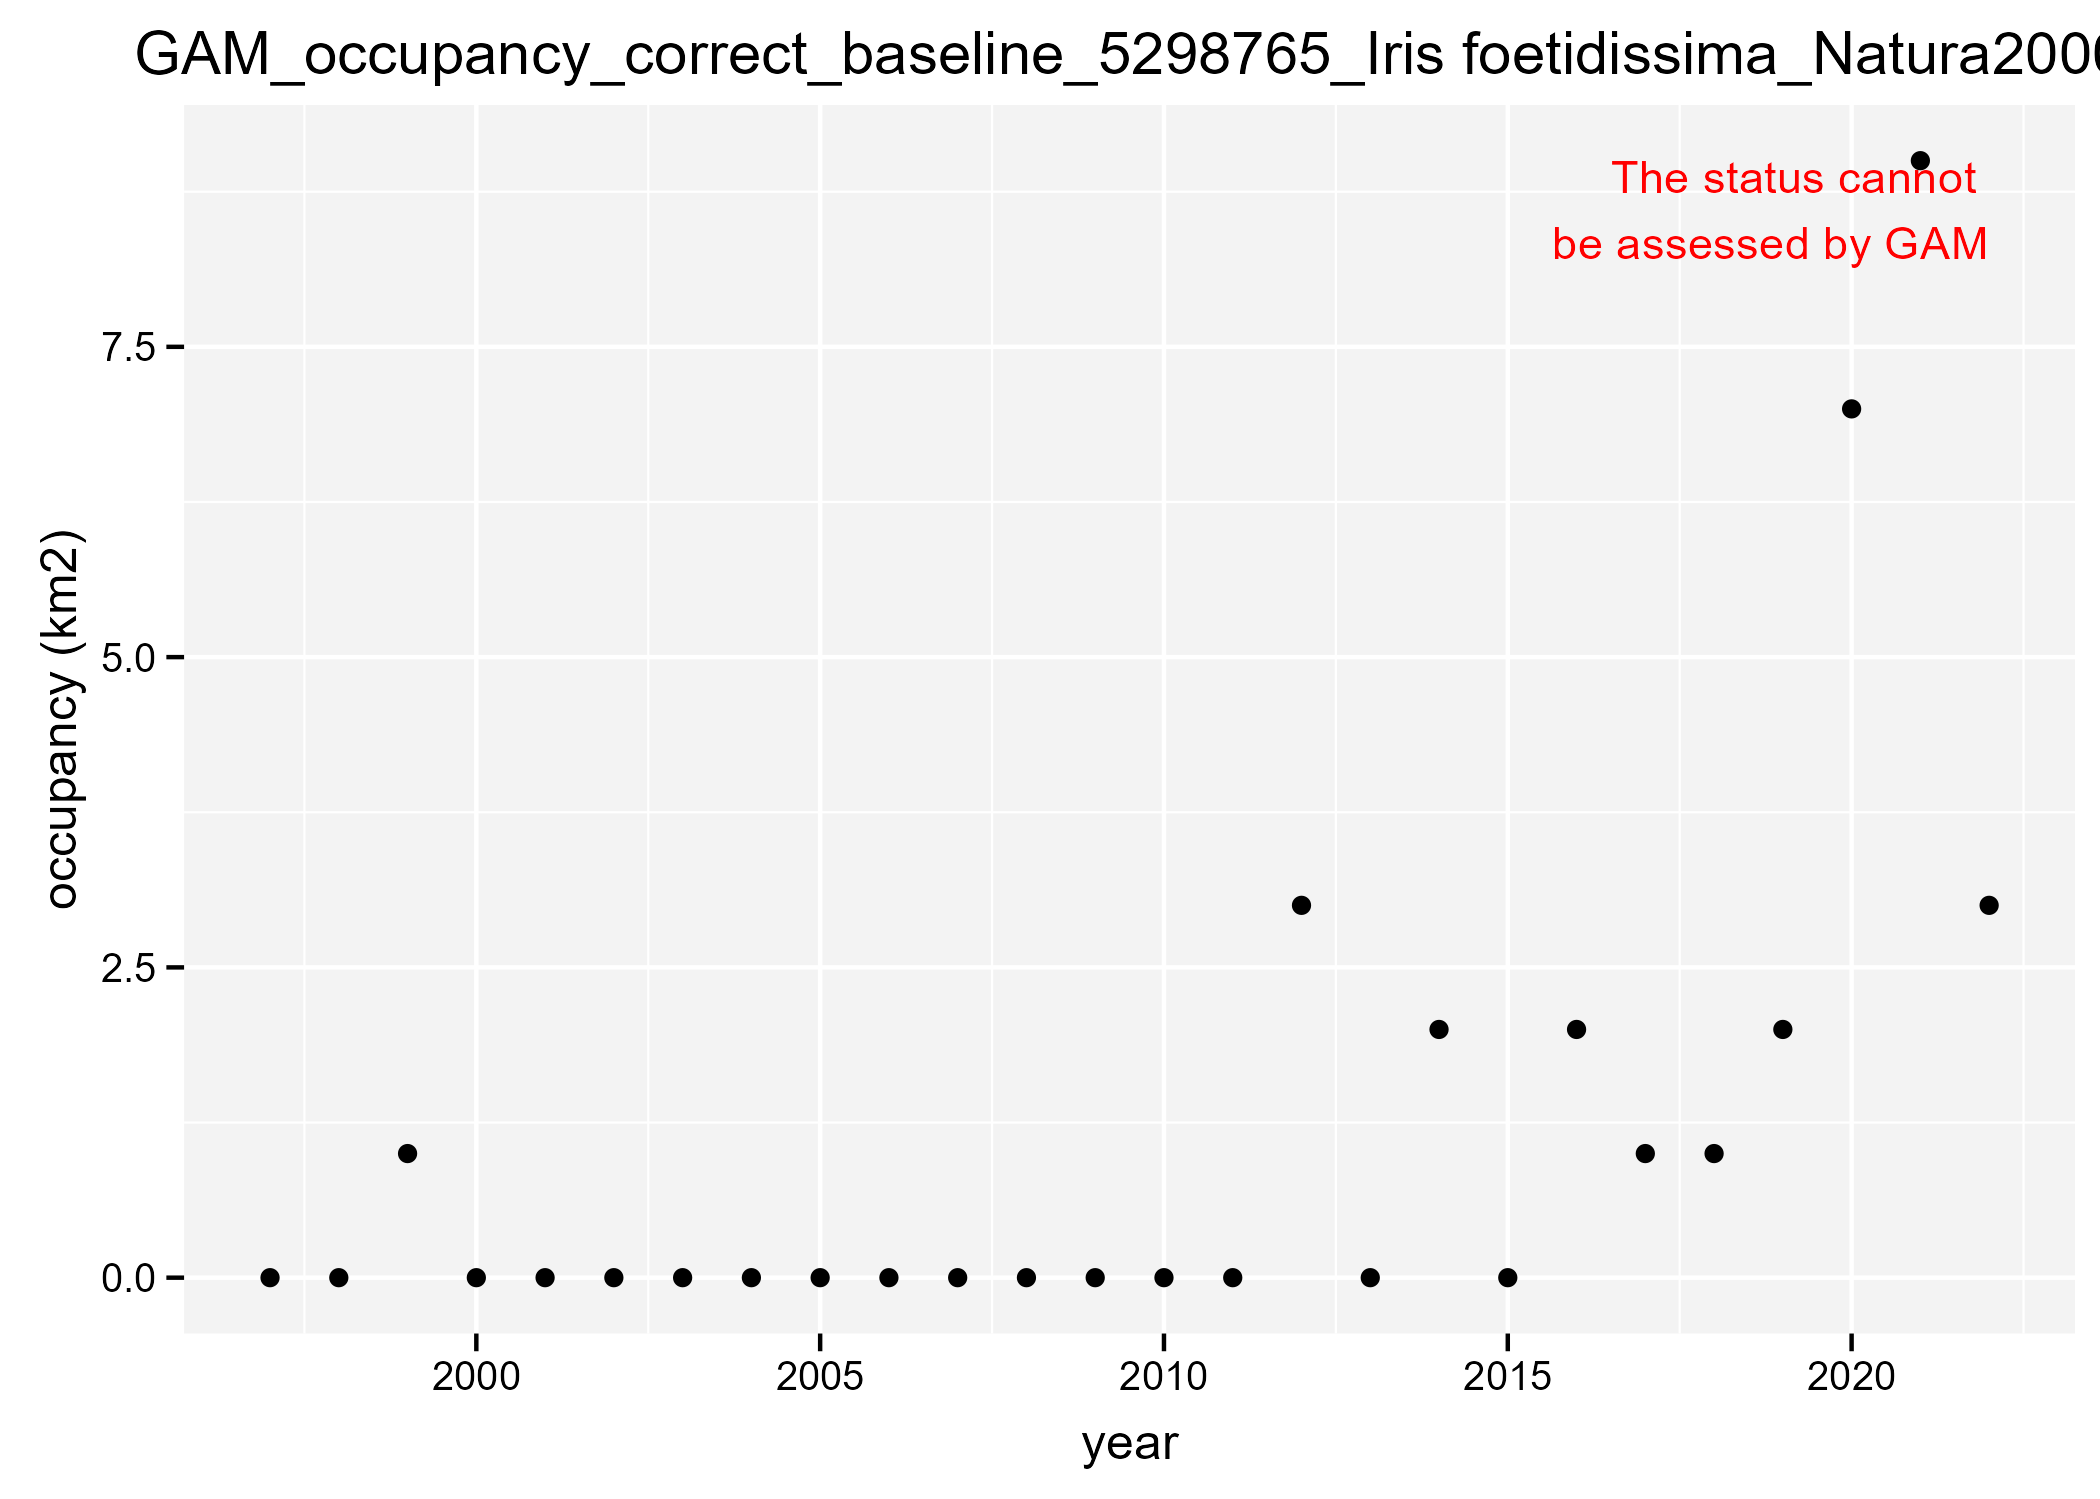 GAM_occupancy_correct_baseline_5298765_Iris foetidissima_Natura200
The status cannot
be assessed by GAM
7.5
5.0
2.5
0.0
occupancy (km2)
2000 2005 2010 2015 2020
year